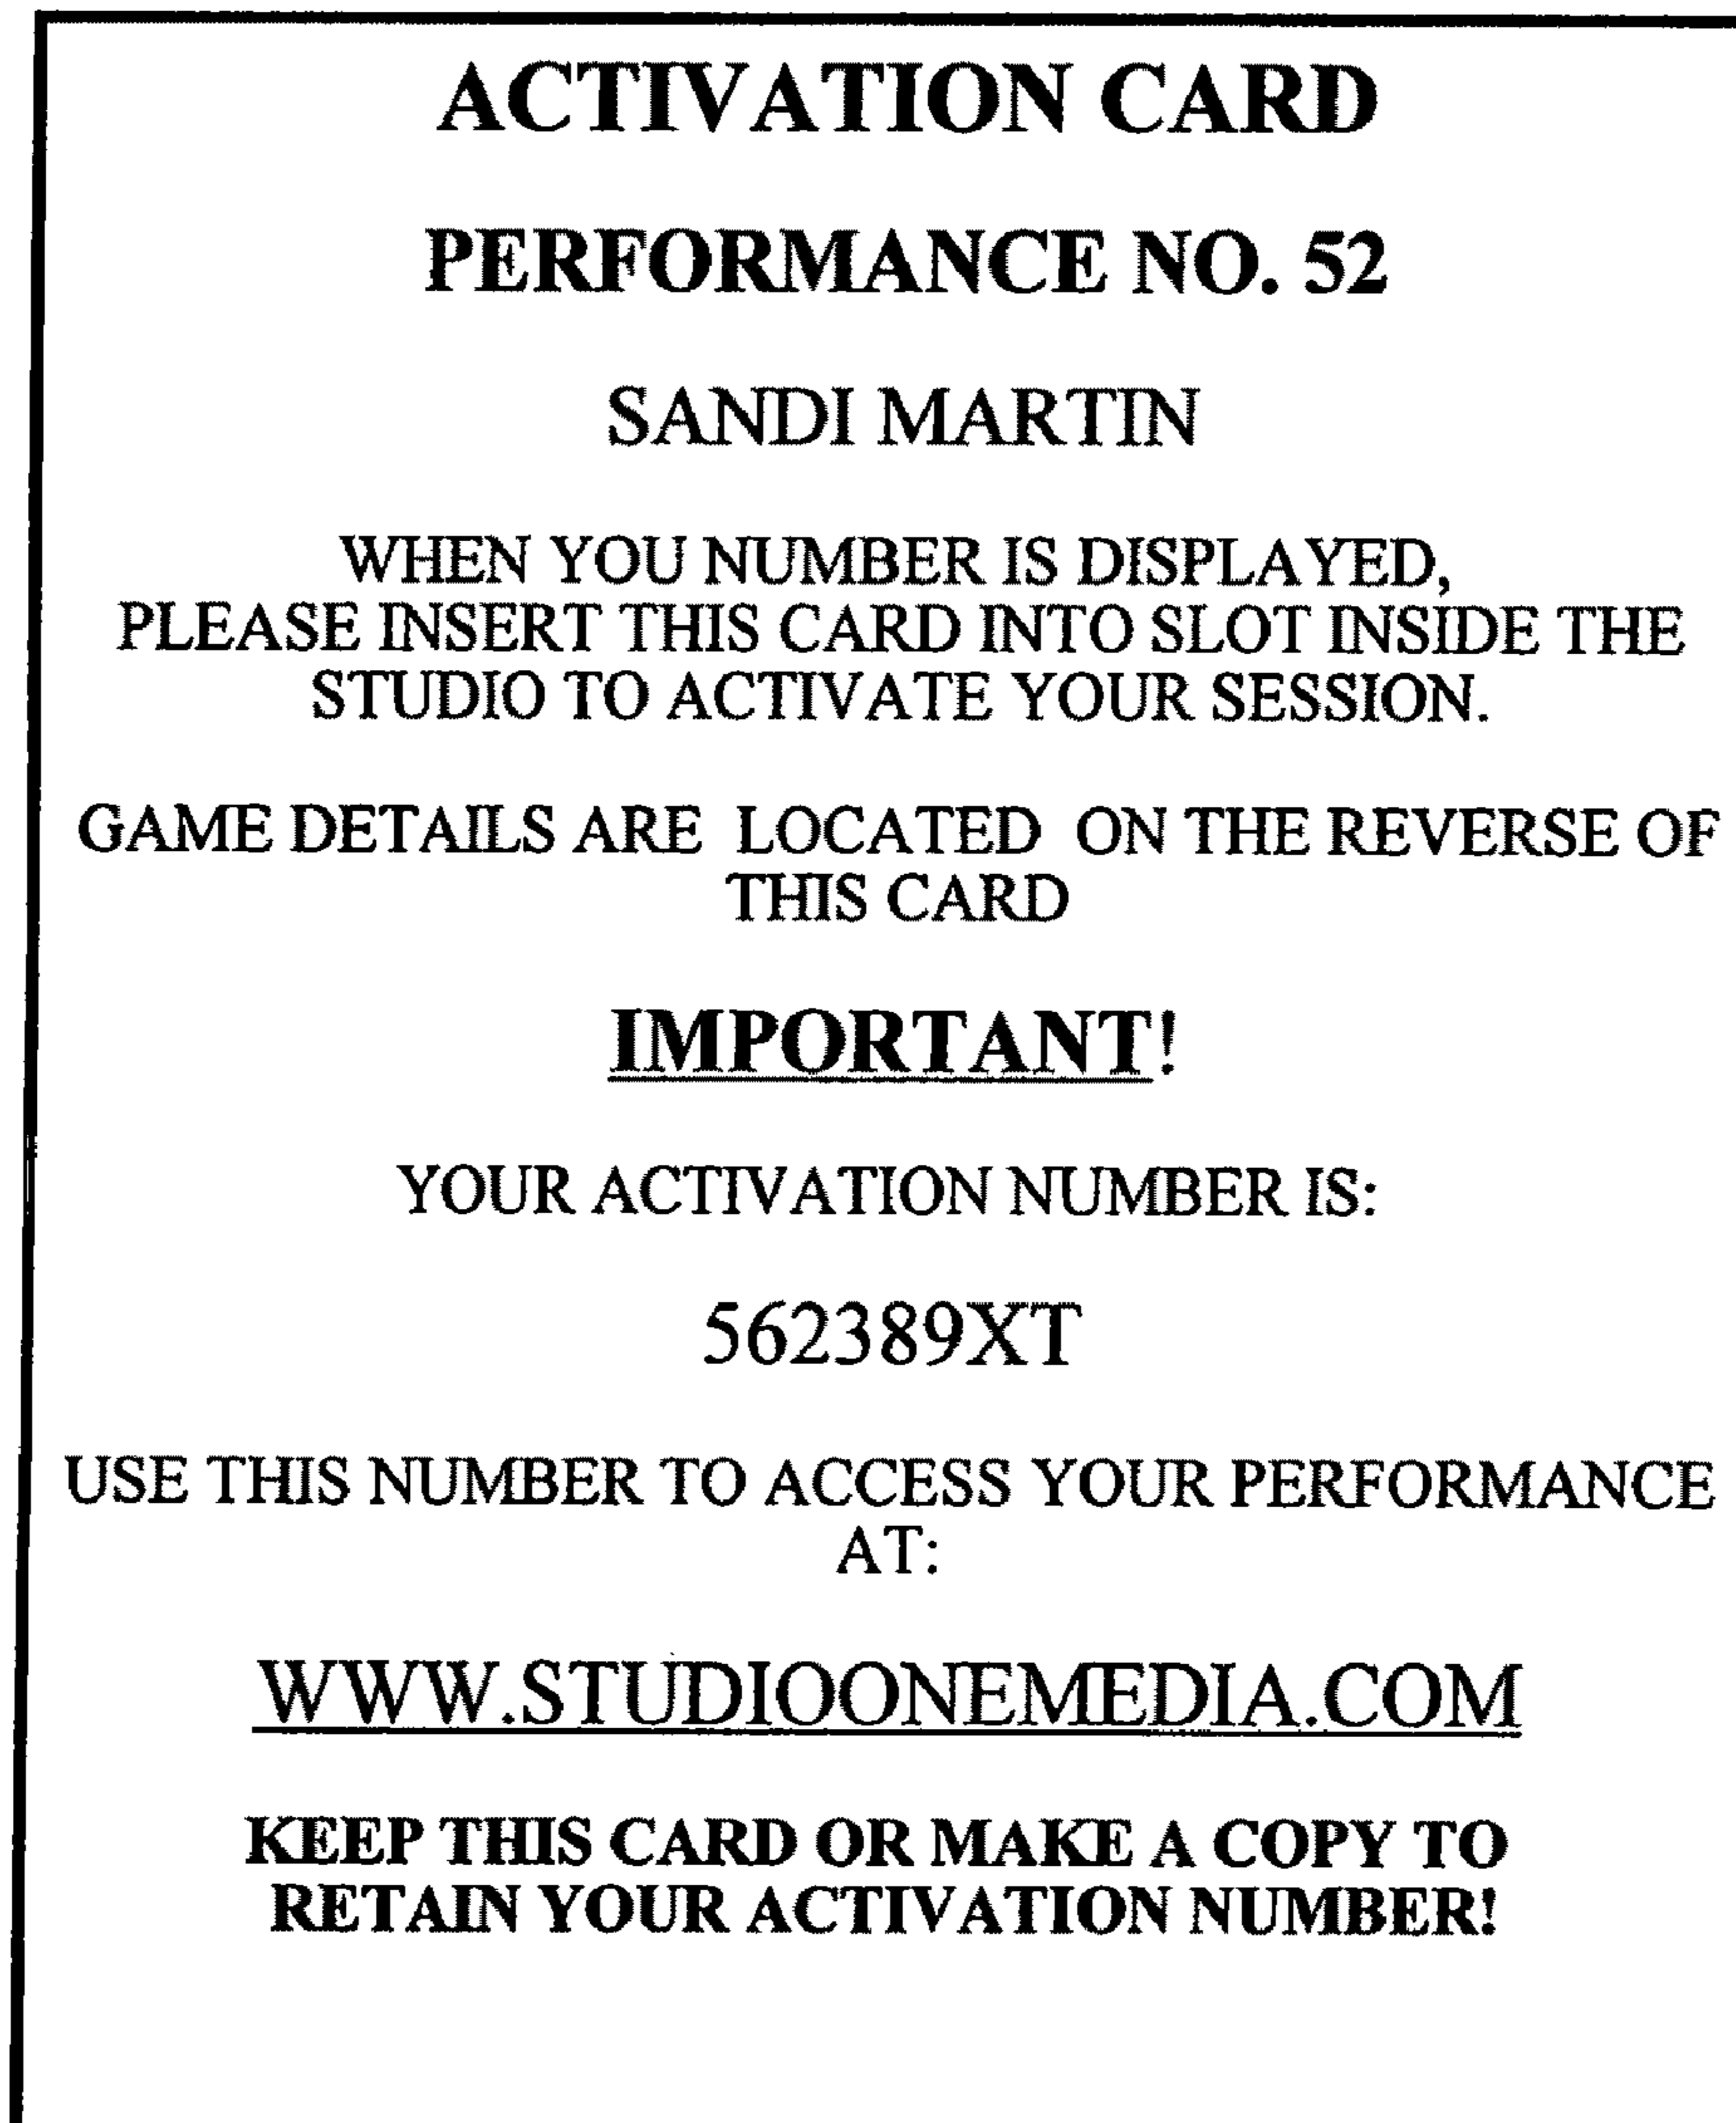 ACTIVATION CARD
PERFORMANCE NO. 52
SANDI MARTIN
WHEN YOU NUMBER IS DISPLAYED,
PLEASE INSERT THIS CARD INTO SLOT INSIDE THE
STUDIO TO ACTIVATE YOUR SESSION.
GAME DETAILS ARE LOCATED ON THE REVERSE OF
THIS CARD
IMPORTANT!
YOUR ACTIVATION NUMBER IS:
562389XT
USE THIS NUMBER TO ACCESS YOUR PERFORMANCE
AT:
WWW.STUDIOONEMEDIA.COM
KEEP THIS CARD OR MAKE A COPY TO
RETAIN YOUR ACTIVATION NUMBER!